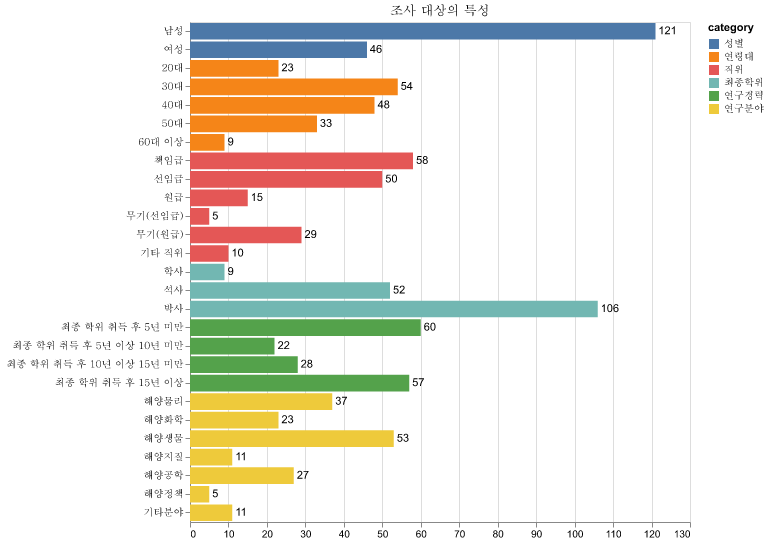 조사 대상의 특성
남성 121
여성 46
20대 23
30대 54
40대 48
50대 33
60대 이상 9
책임급 58
선임급 50
원급 15
무기(선임급) 5
무기(원급) 29
기타 직위 10
학사 9
석사 52
박사 106
최종 학위 취득 후 5년 미만 60
최종 학위 취득 후 5년 이상 10년 미만 22
최종 학위 취득 후 10년 이상 15년 미만 28
최종 학위 취득 후 15년 이상 57
해양물리 37
해양화학 23
해양생물 53
해양지질 11
해양공학 27
해양정책 5
기타분야 11
0 10 20 30 40 50 60 70 80 90 100 110 120 130
category
성별
연령대
직위
최종학위
연구경력
연구분야